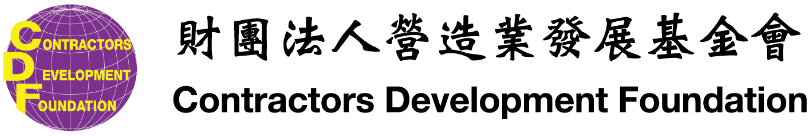 CONTRACTORS
DEVELOPMENT
FOUNDATION
財團法人營造業發展基金會
Contractors Development Foundation